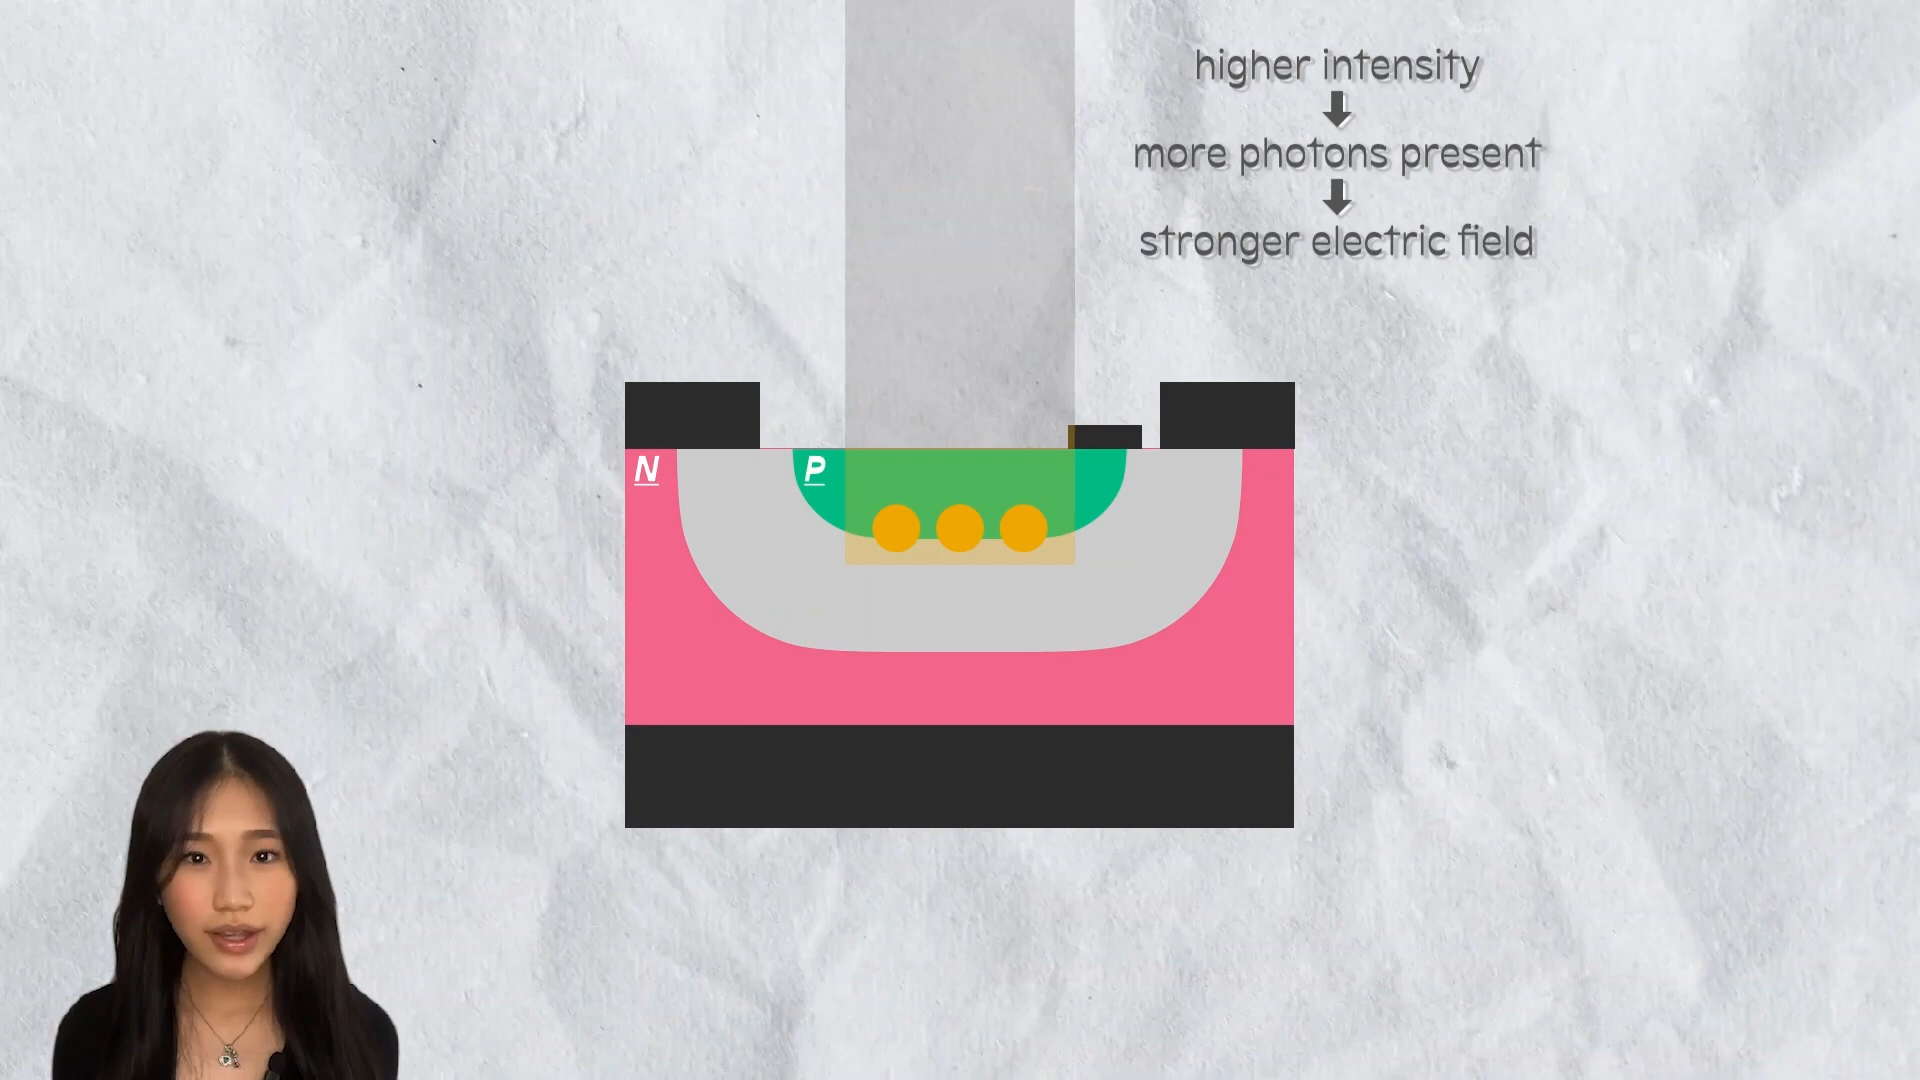 higher intensity
more photons present
stronger electric field
N
P